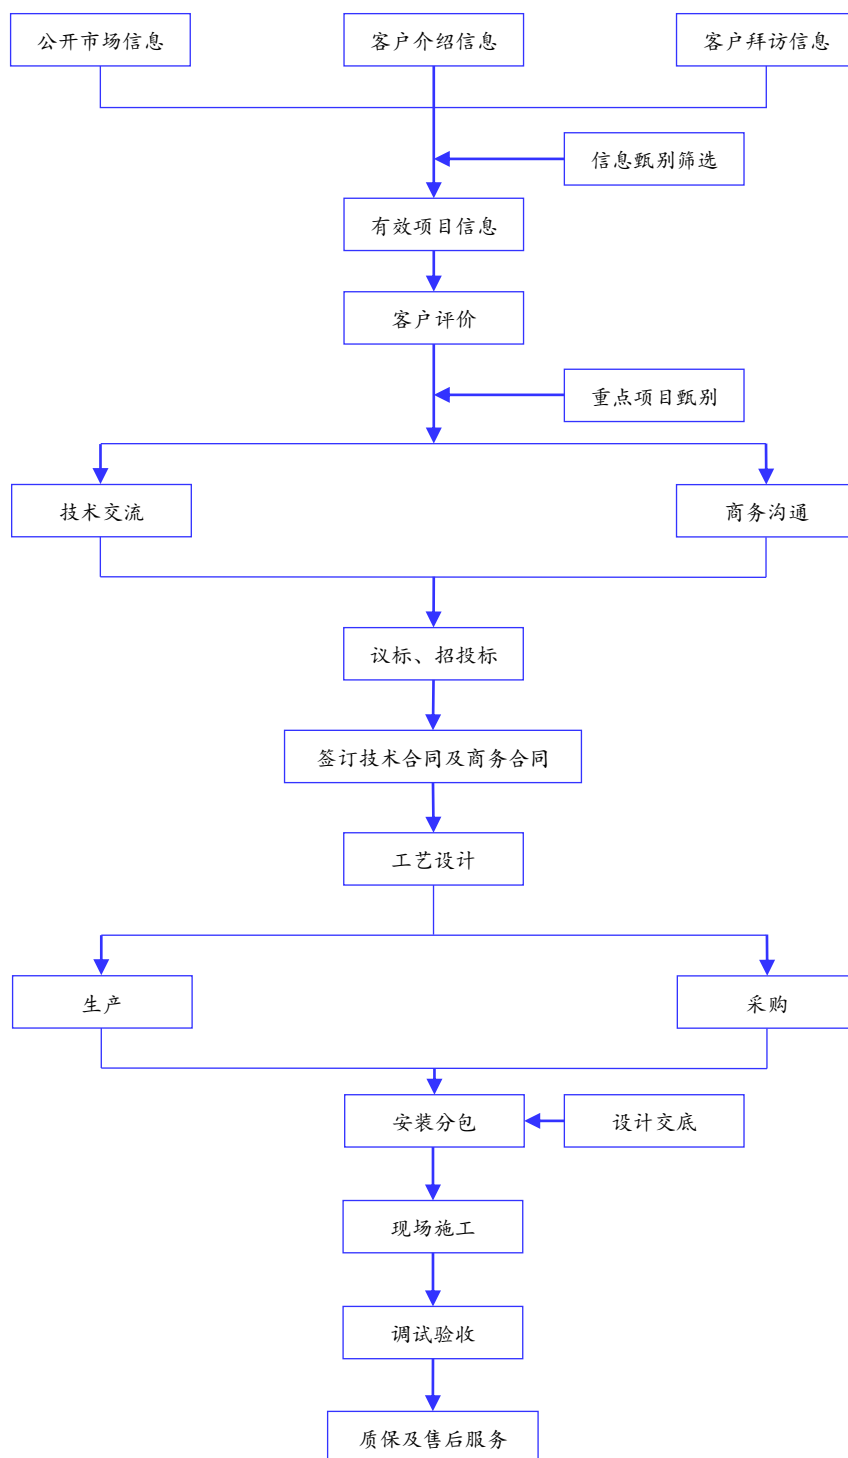 公开市场信息
客户介绍信息
客户拜访信息
信息甄别筛选
有效项目信息
客户评价
重点项目甄别
技术交流
商务沟通
议标、招投标
签订技术合同及商务合同
工艺设计
生产
采购
安装分包
设计交底
现场施工
调试验收
质保及售后服务